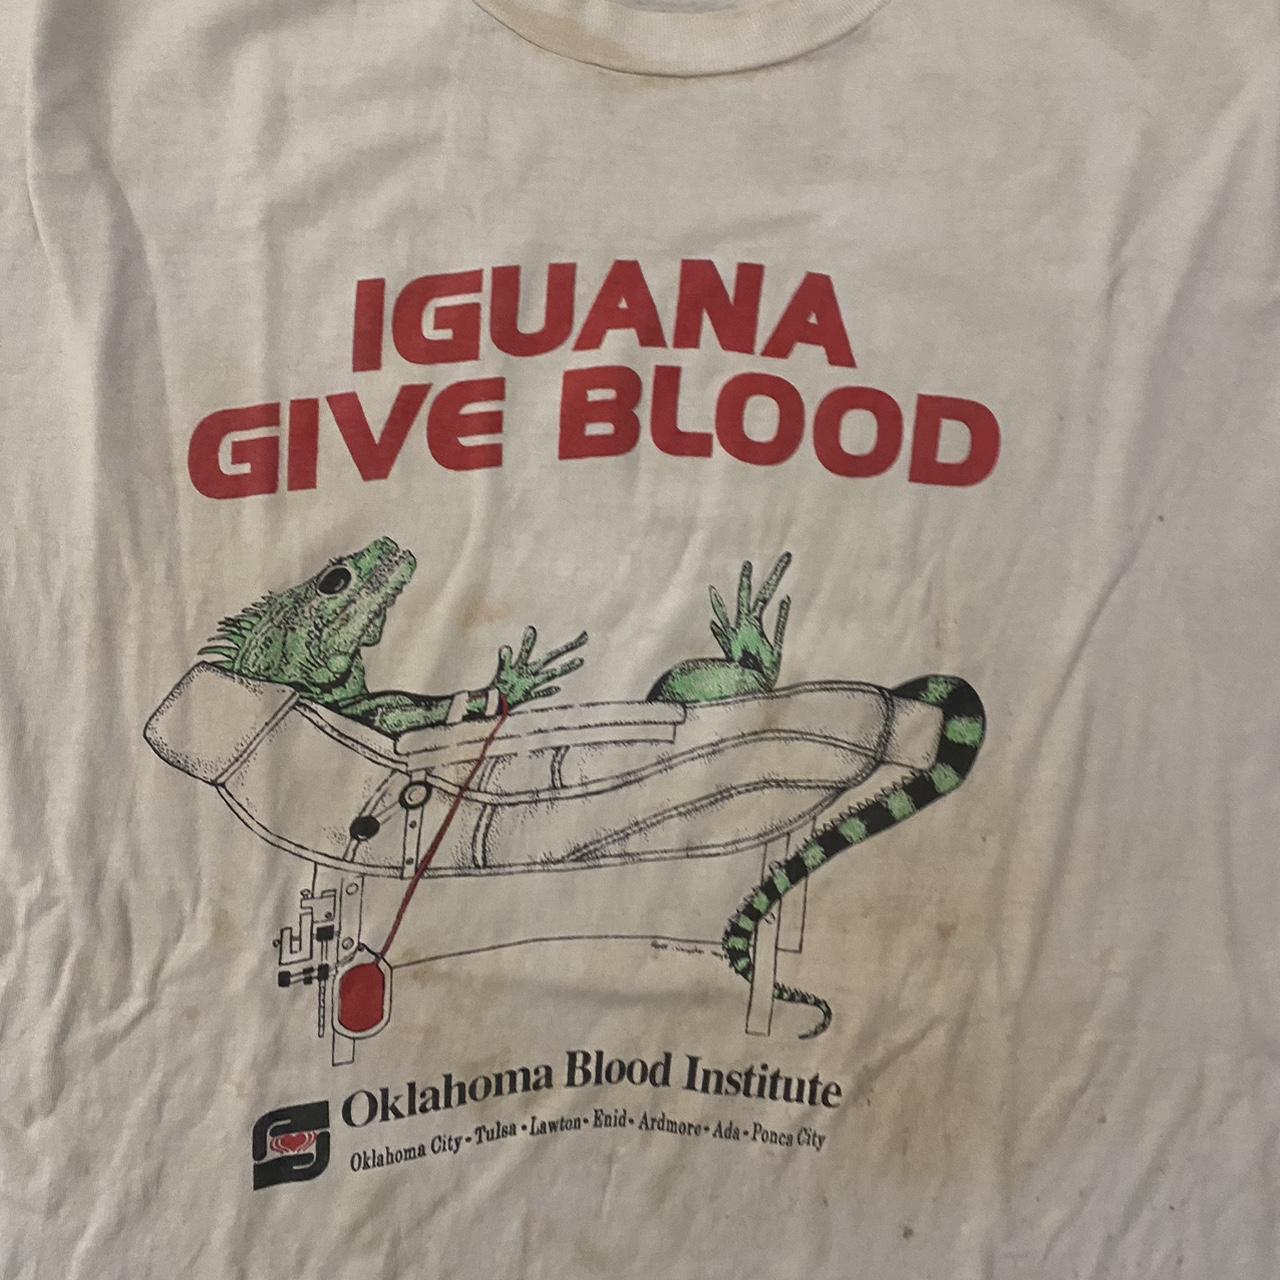 IGUANA
GIVE BLOOD
Oklahoma Blood Institute
Oklahoma City • Tulsa • Lawton • Enid • Ardmore • Ada • Ponca City